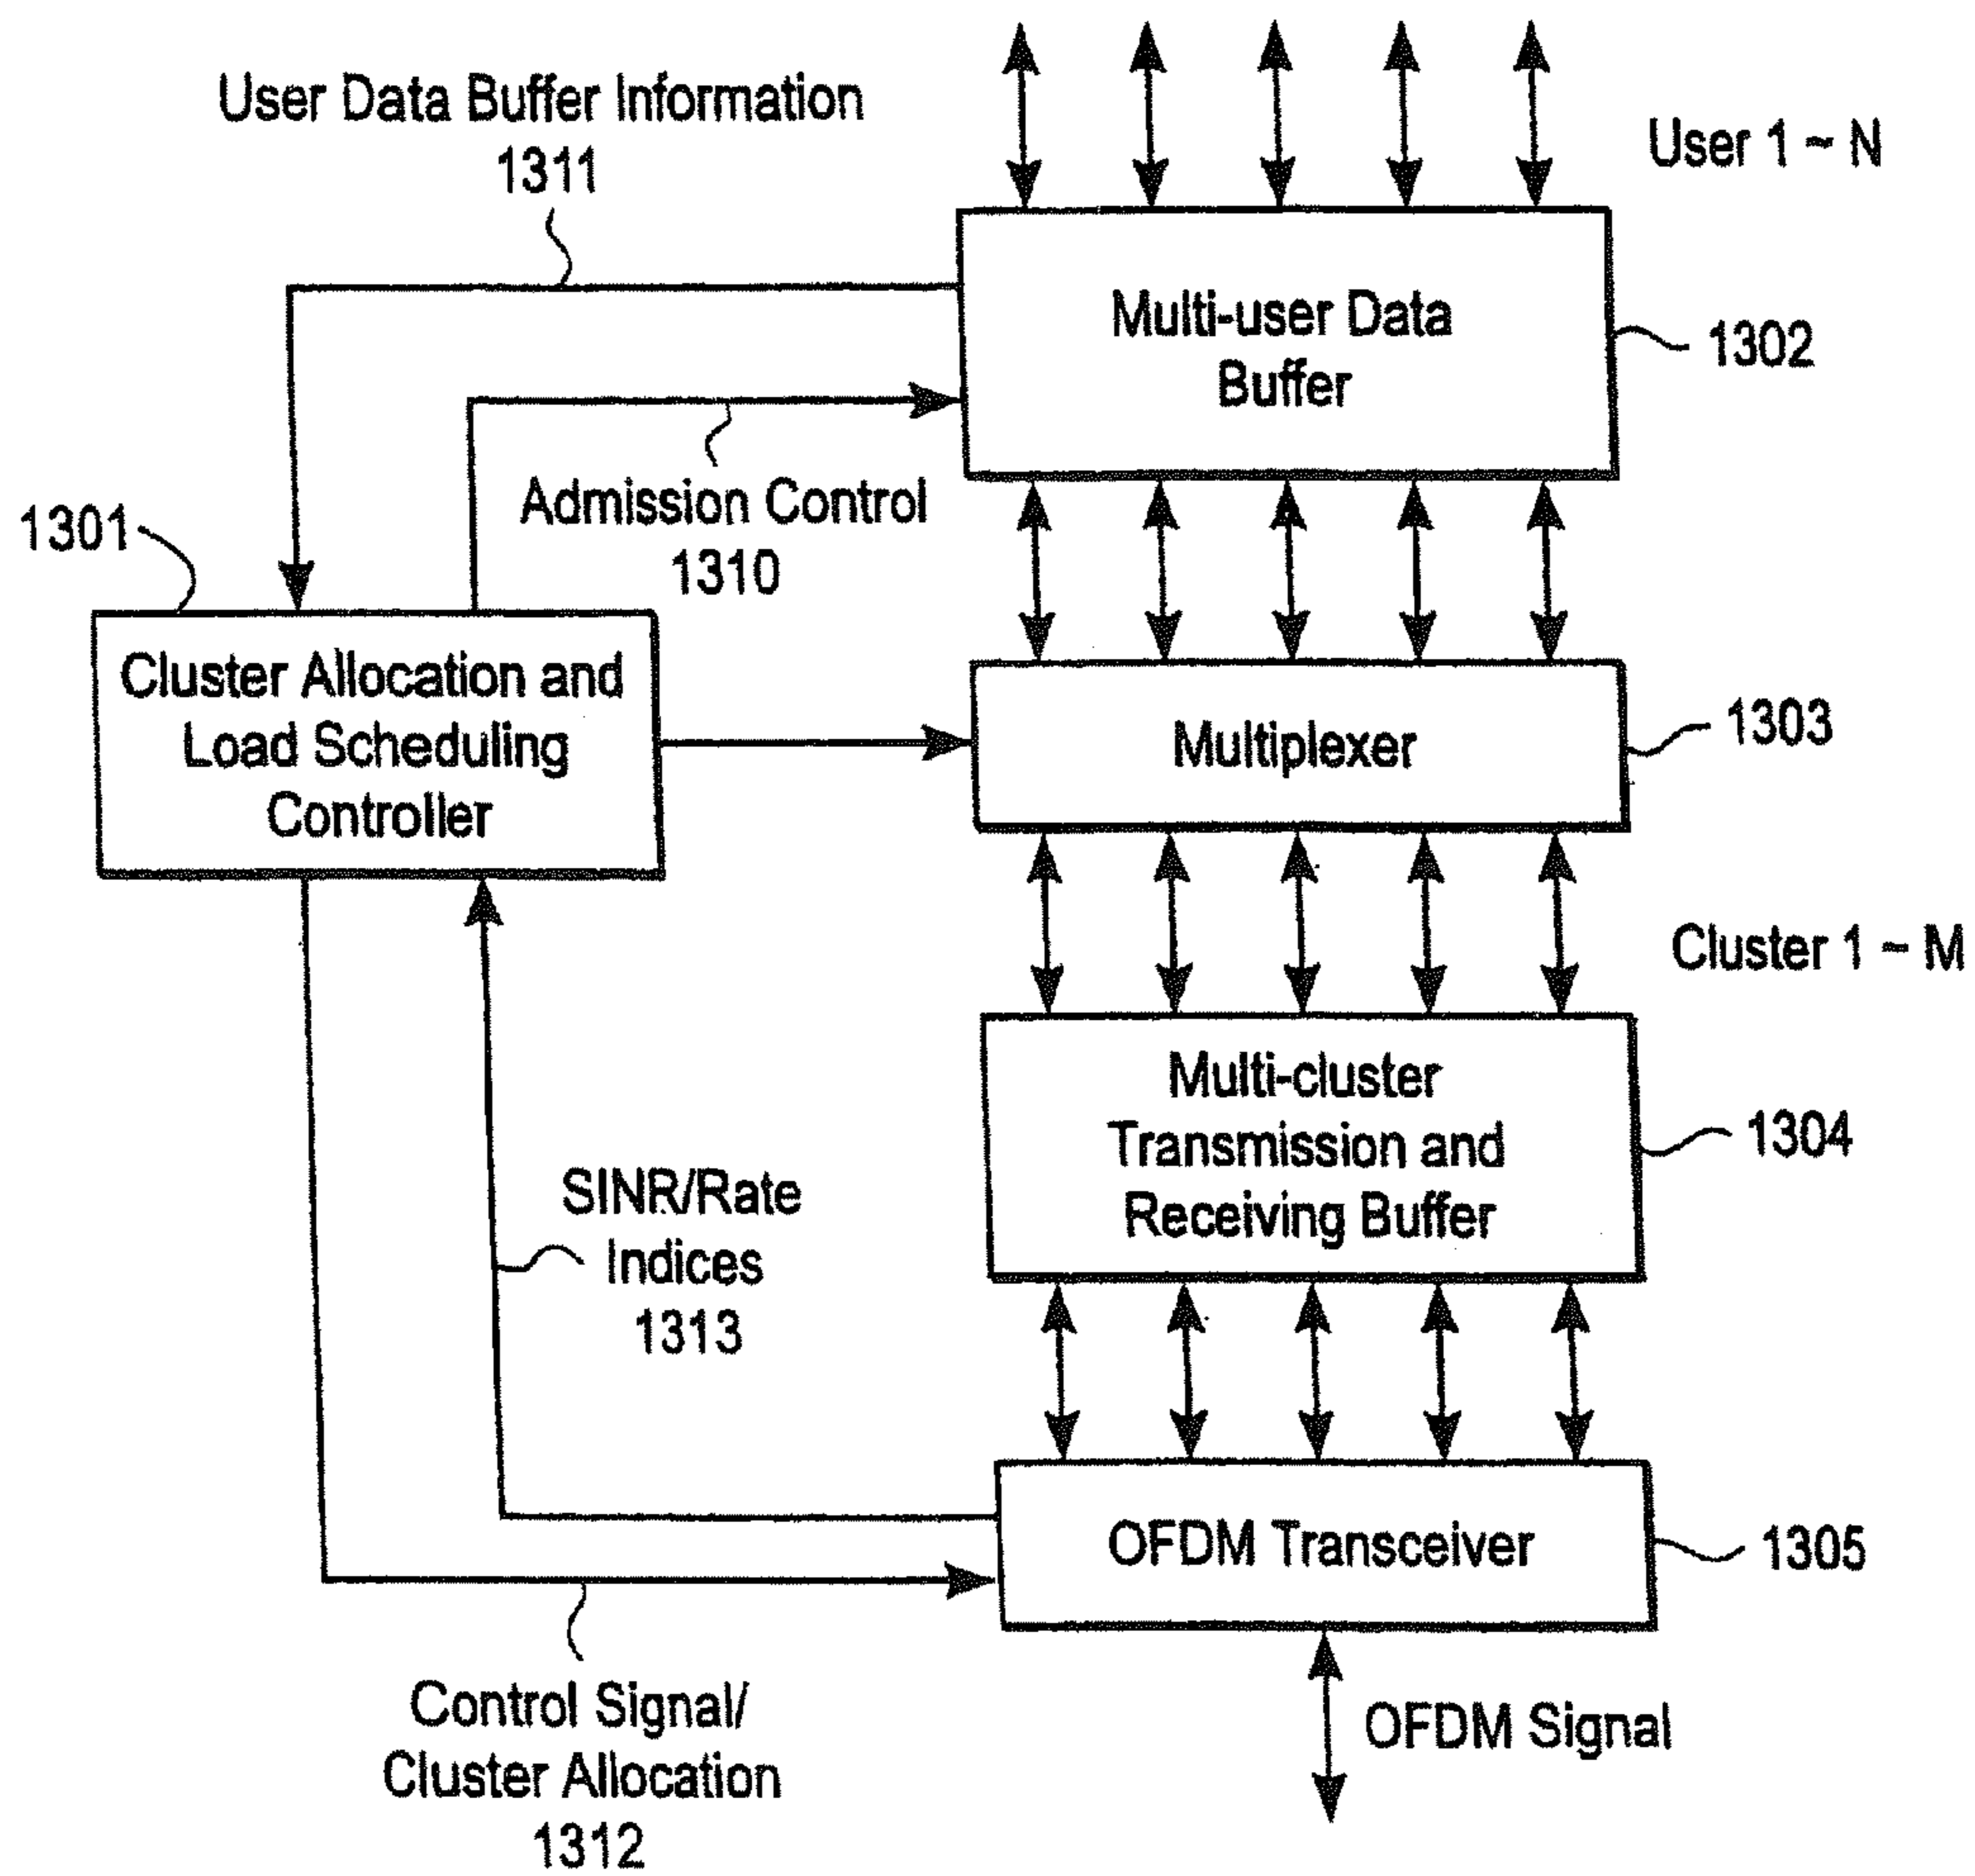 User Data Buffer Information
1311
User 1 ~ N
Multi-user Data
Buffer
1302
Admission Control
1310
1301
Cluster Allocation and
Load Scheduling
Controller
Multiplexer
1303
Cluster 1 ~ M
Multi-cluster
Transmission and
Receiving Buffer
1304
SINR/Rate
Indices
1313
OFDM Transceiver
1305
Control Signal/
Cluster Allocation
1312
OFDM Signal